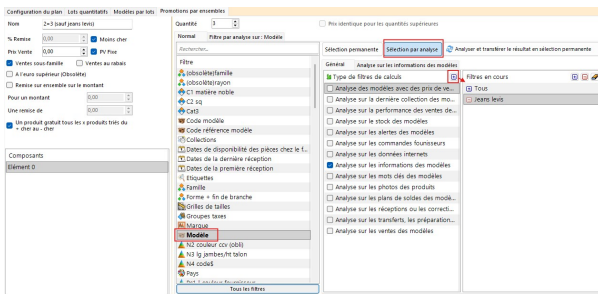 Configuration du plan Lots quantitatifs Modèles par lots Promotions par ensembles
Nom 2=3 (sauf jeans levis)
% Remise 0,00 Moins cher
Prix Vente 0,00 PV Fixe
Ventes sous-famille Ventes au rabais
A l'euro supérieur (Obsolète)
Remise sur ensemble sur le montant
Pour un montant 0,00
Une remise de 0,00
Un produit gratuit tous les x produits triés du
+ cher au - cher
Composants
Elément 0
Quantité 3 Prix identique pour les quantités supérieures
Normal Filtre par analyse sur : Modèle
Rechercher...
Filtre
(obsolète)famille
(obsolète)rayon
C1 matière noble
C2 sq
Cat3
Code modèle
Code référence modèle
Collections
Dates de disponibilité des pièces chez le f...
Dates de la dernière réception
Dates de la première réception
Etiquettes
Famille
Forme + fin de branche
Grilles de tailles
Groupes taxes
Marque
Modèle
N2 couleur ccv (obli)
N3 lg jambes/ht talon
N4 code$
Pays
Tous les filtres
Sélection permanente Sélection par analyse Analyser et transférer le résultat en sélection permanente
Général Analyse sur les informations des modèles
Type de filtres de calculs
Analyse des modèles avec des prix de ve...
Analyse sur la dernière collection des mo...
Analyse sur la performance des ventes de...
Analyse sur le stock des modèles
Analyse sur les alertes des modèles
Analyse sur les commandes founisseurs
Analyse sur les données internets
Analyse sur les informations des modèles
Analyse sur les mots clés des modèles
Analyse sur les photos des produits
Analyse sur les plans de soldes des modè...
Analyse sur les réceptions ou les correcti...
Analyse sur les transferts, les préparation...
Analyse sur les ventes des modèles
Filtres en cours
Tous
Jeans levis